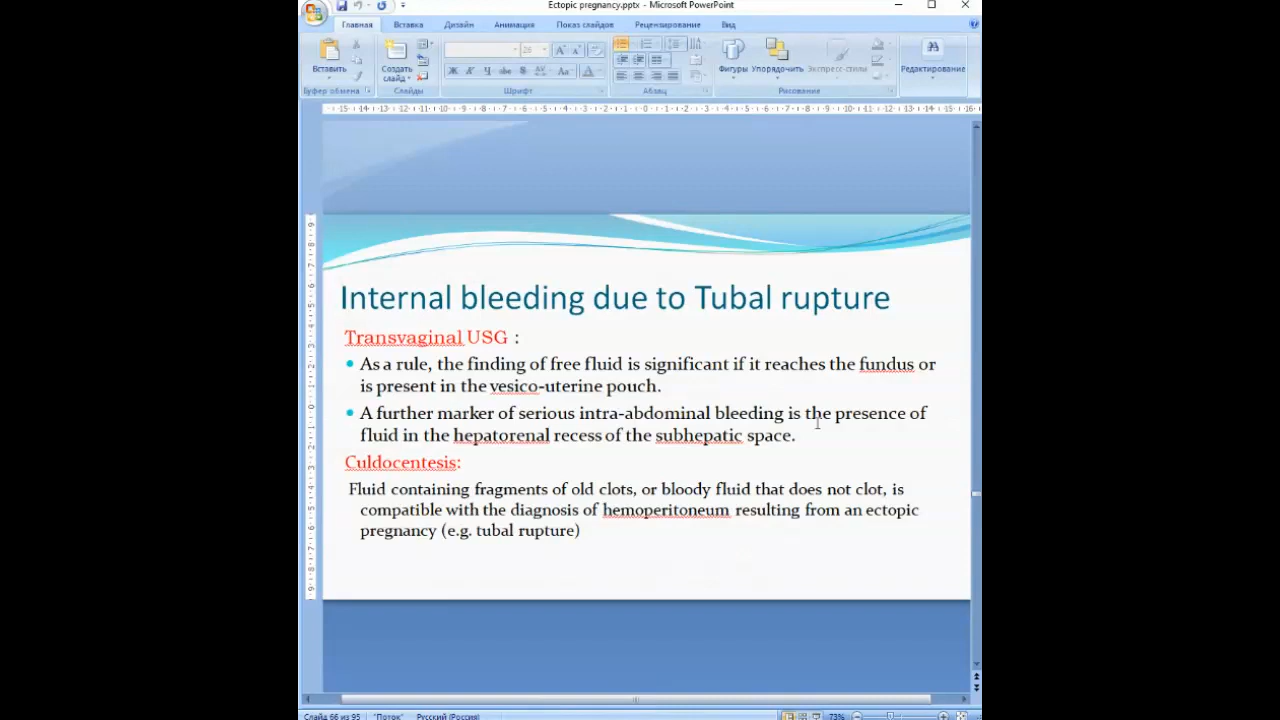 Ectopic pregnancy.pptx - Microsoft PowerPoint
Главная Вставка Дизайн Анимация Показ слайдов Рецензирование Вид
Вставить Создать слайд Фигуры Упорядочить Экспресс-стили Редактирование
Буфер обмена Слайды Шрифт Абзац Рисование
Internal bleeding due to Tubal rupture
Transvaginal USG :
• As a rule, the finding of free fluid is significant if it reaches the fundus or
is present in the vesico-uterine pouch.
• A further marker of serious intra-abdominal bleeding is the presence of
fluid in the hepatorenal recess of the subhepatic space.
Culdocentesis:
Fluid containing fragments of old clots, or bloody fluid that does not clot, is
compatible with the diagnosis of hemoperitoneum resulting from an ectopic
pregnancy (e.g. tubal rupture)
Слайд 66 из 95 "Поток" Русский (Россия) 73%